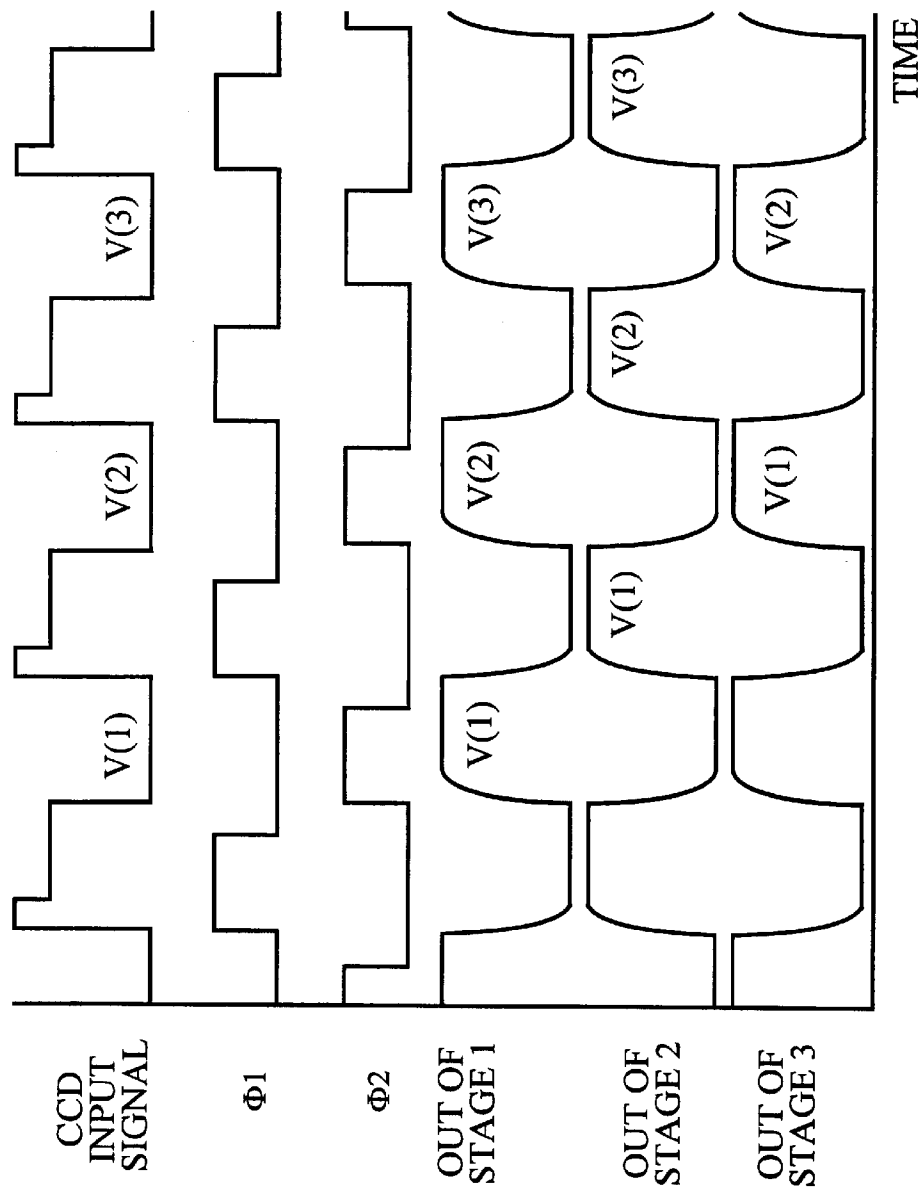 CCD
INPUT
SIGNAL
V(1)
V(2)
V(3)
Φ1
Φ2
OUT OF
STAGE 1
V(1)
V(2)
V(3)
OUT OF
STAGE 2
V(1)
V(2)
V(3)
OUT OF
STAGE 3
V(1)
V(2)
TIME